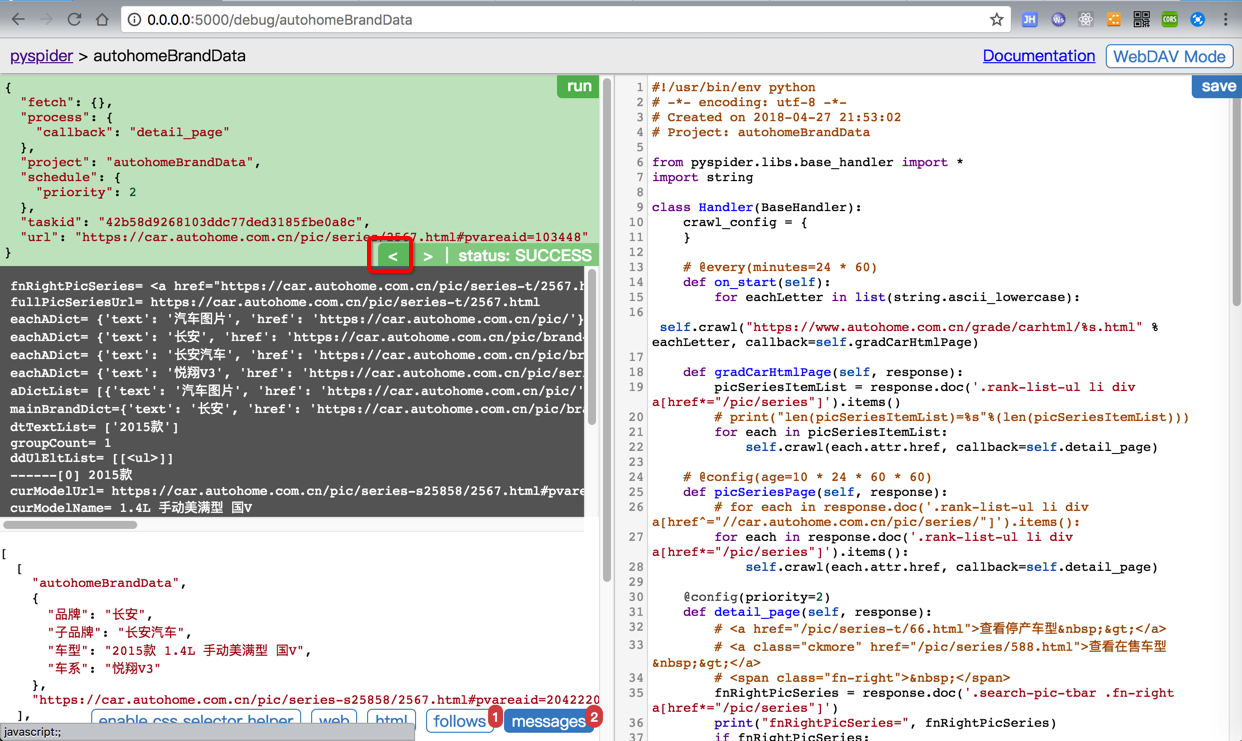 0.0.0.0:5000/debug/autohomeBrandData
JH
Ws
CORS
pyspider > autohomeBrandData
Documentation
WebDAV Mode
{
run
  "fetch": {},
  "process": {
    "callback": "detail_page"
  },
  "project": "autohomeBrandData",
  "schedule": {
    "priority": 2
  },
  "taskid": "42b58d9268103ddc77ded3185fbe0a8c",
  "url": "https://car.autohome.com.cn/pic/series/2567.html#pvareaid=103448"
}
< > | status: SUCCESS
fnRightPicSeries= <a href="https://car.autohome.com.cn/pic/series-t/2567.h
fullPicSeriesUrl= https://car.autohome.com.cn/pic/series-t/2567.html
eachADict= {'text': '汽车图片', 'href': 'https://car.autohome.com.cn/pic/'}
eachADict= {'text': '长安', 'href': 'https://car.autohome.com.cn/pic/brand-
eachADict= {'text': '长安汽车', 'href': 'https://car.autohome.com.cn/pic/br
eachADict= {'text': '悦翔V3', 'href': 'https://car.autohome.com.cn/pic/seri
aDictList= [{'text': '汽车图片', 'href': 'https://car.autohome.com.cn/pic/'
mainBrandDict={'text': '长安', 'href': 'https://car.autohome.com.cn/pic/bra
dtTextList= ['2015款']
groupCount= 1
ddUlEltList= [[<ul>]]
------[0] 2015款
curModelUrl= https://car.autohome.com.cn/pic/series-s25858/2567.html#pvare
curModelName= 1.4L 手动美满型 国V
[
  [
    "autohomeBrandData",
    {
      "品牌": "长安",
      "子品牌": "长安汽车",
      "车型": "2015款 1.4L 手动美满型 国V",
      "车系": "悦翔V3"
    },
    "https://car.autohome.com.cn/pic/series-s25858/2567.html#pvareaid=2042220
  ],
enable css selector helper
web
html
follows 1
messages 2
javascript:;
save
1 #!/usr/bin/env python
2 # -*- encoding: utf-8 -*-
3 # Created on 2018-04-27 21:53:02
4 # Project: autohomeBrandData
5
6 from pyspider.libs.base_handler import *
7 import string
8
9 class Handler(BaseHandler):
10     crawl_config = {
11     }
12
13     # @every(minutes=24 * 60)
14     def on_start(self):
15         for eachLetter in list(string.ascii_lowercase):
16
self.crawl("https://www.autohome.com.cn/grade/carhtml/%s.html" %
eachLetter, callback=self.gradCarHtmlPage)
17
18     def gradCarHtmlPage(self, response):
19         picSeriesItemList = response.doc('.rank-list-ul li div
a[href*="/pic/series"]').items()
20         # print("len(picSeriesItemList)=%s"%(len(picSeriesItemList)))
21         for each in picSeriesItemList:
22             self.crawl(each.attr.href, callback=self.detail_page)
23
24     # @config(age=10 * 24 * 60 * 60)
25     def picSeriesPage(self, response):
26         # for each in response.doc('.rank-list-ul li div
a[href^="//car.autohome.com.cn/pic/series/"]').items():
27         for each in response.doc('.rank-list-ul li div
a[href*="/pic/series"]').items():
28             self.crawl(each.attr.href, callback=self.detail_page)
29
30     @config(priority=2)
31     def detail_page(self, response):
32         # <a href="/pic/series-t/66.html">查看停产车型&nbsp;&gt;</a>
33         # <a class="ckmore" href="/pic/series/588.html">查看在售车型
&nbsp;&gt;</a>
34         # <span class="fn-right">&nbsp;</span>
35         fnRightPicSeries = response.doc('.search-pic-tbar .fn-right
a[href*="/pic/series"]')
36         print("fnRightPicSeries=", fnRightPicSeries)
37         if fnRightPicSeries: